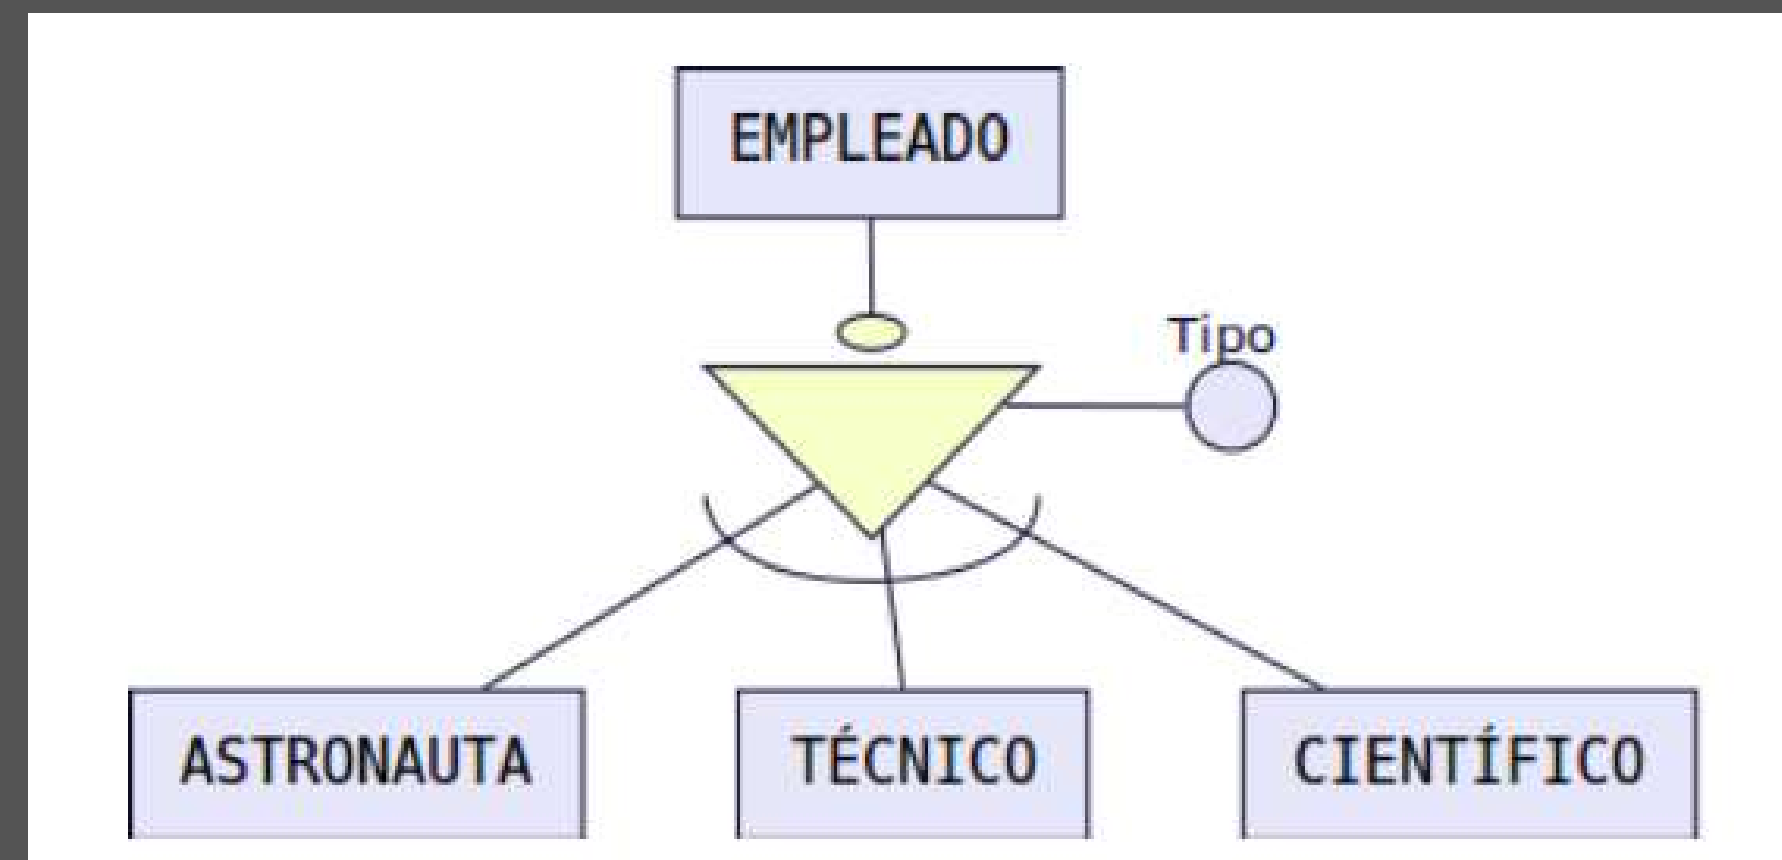 EMPLEADO
Tipo
ASTRONAUTA
TÉCNICO
CIENTÍFICO